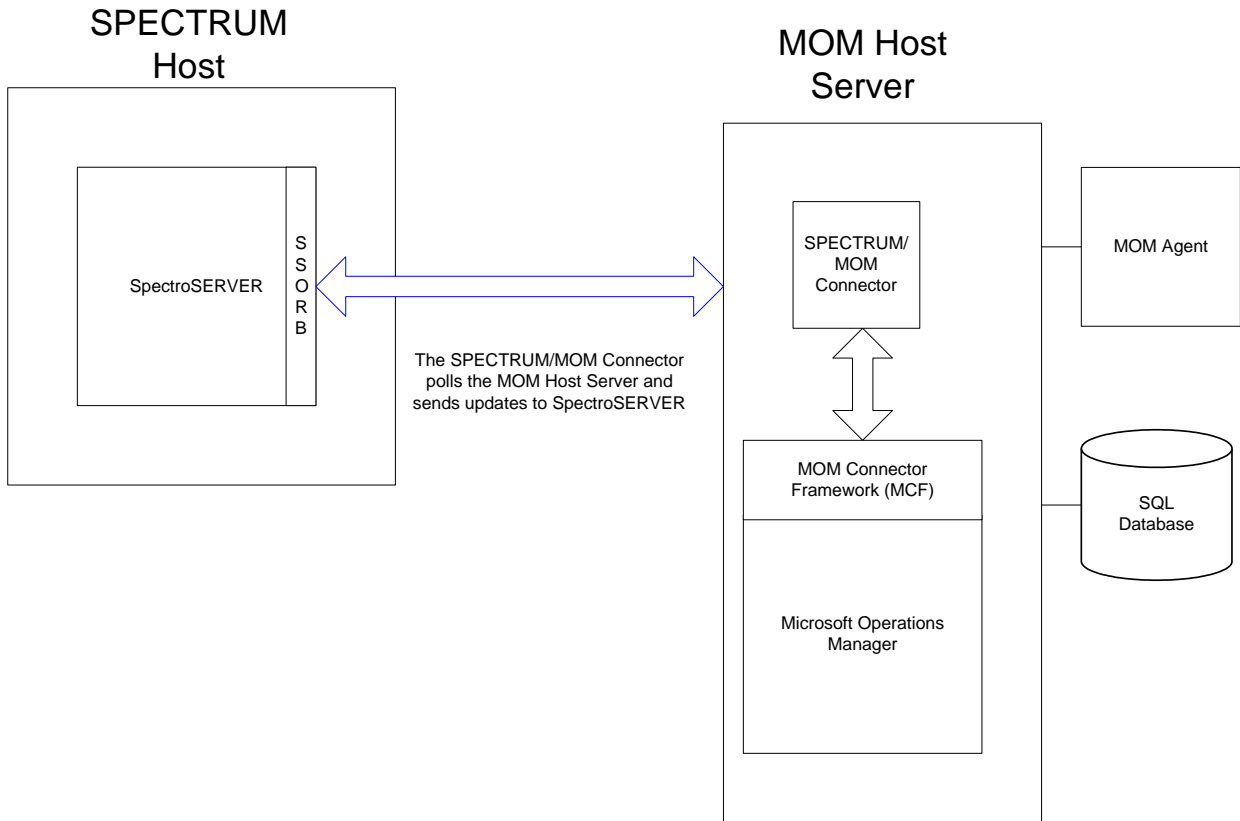 SPECTRUM
Host
MOM Host
Server
SpectroSERVER
S
S
O
R
B
SPECTRUM/
MOM
Connector
MOM Agent
The SPECTRUM/MOM Connector
polls the MOM Host Server and
sends updates to SpectroSERVER
MOM Connector
Framework (MCF)
SQL
Database
Microsoft Operations
Manager